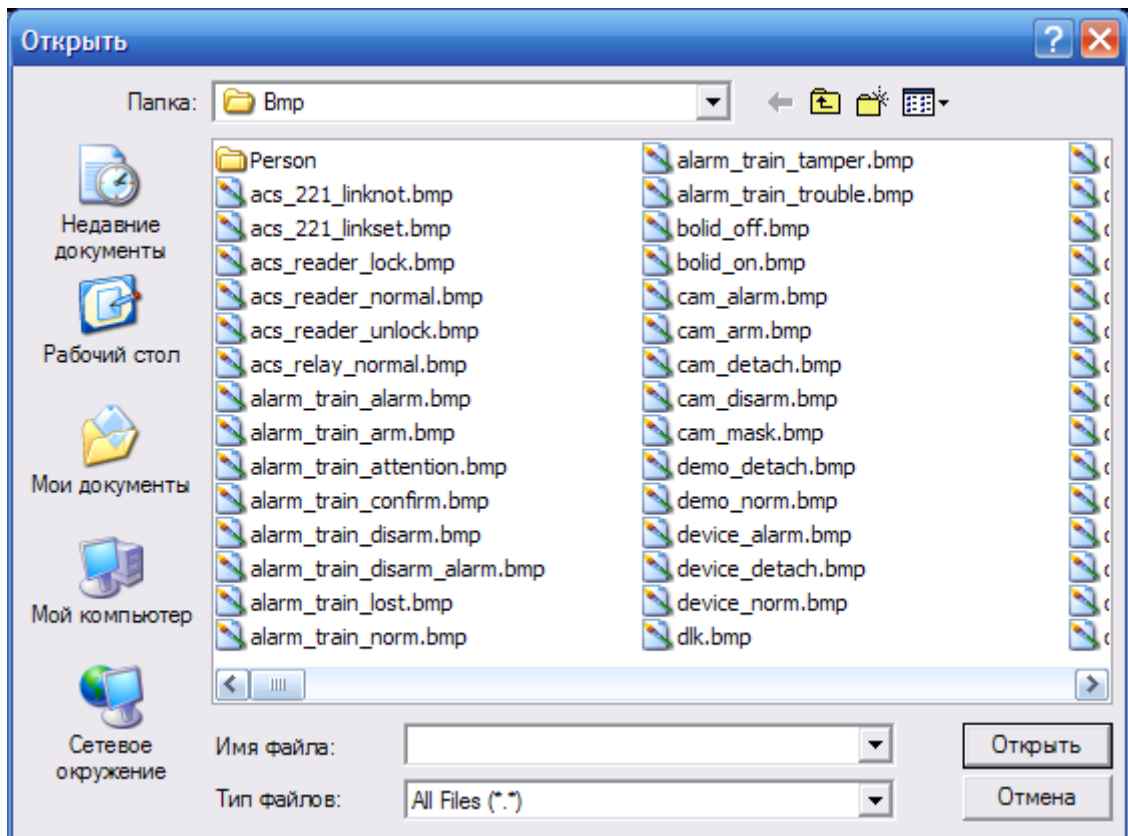 Открыть
Папка:
Bmp
Недавние
документы
Рабочий стол
Мои документы
Мой компьютер
Сетевое
окружение
Person
acs_221_linknot.bmp
acs_221_linkset.bmp
acs_reader_lock.bmp
acs_reader_normal.bmp
acs_reader_unlock.bmp
acs_relay_normal.bmp
alarm_train_alarm.bmp
alarm_train_arm.bmp
alarm_train_attention.bmp
alarm_train_confirm.bmp
alarm_train_disarm.bmp
alarm_train_disarm_alarm.bmp
alarm_train_lost.bmp
alarm_train_norm.bmp
alarm_train_tamper.bmp
alarm_train_trouble.bmp
bolid_off.bmp
bolid_on.bmp
cam_alarm.bmp
cam_arm.bmp
cam_detach.bmp
cam_disarm.bmp
cam_mask.bmp
demo_detach.bmp
demo_norm.bmp
device_alarm.bmp
device_detach.bmp
device_norm.bmp
dlk.bmp
Имя файла:
Открыть
Тип файлов:
All Files (*.*)
Отмена